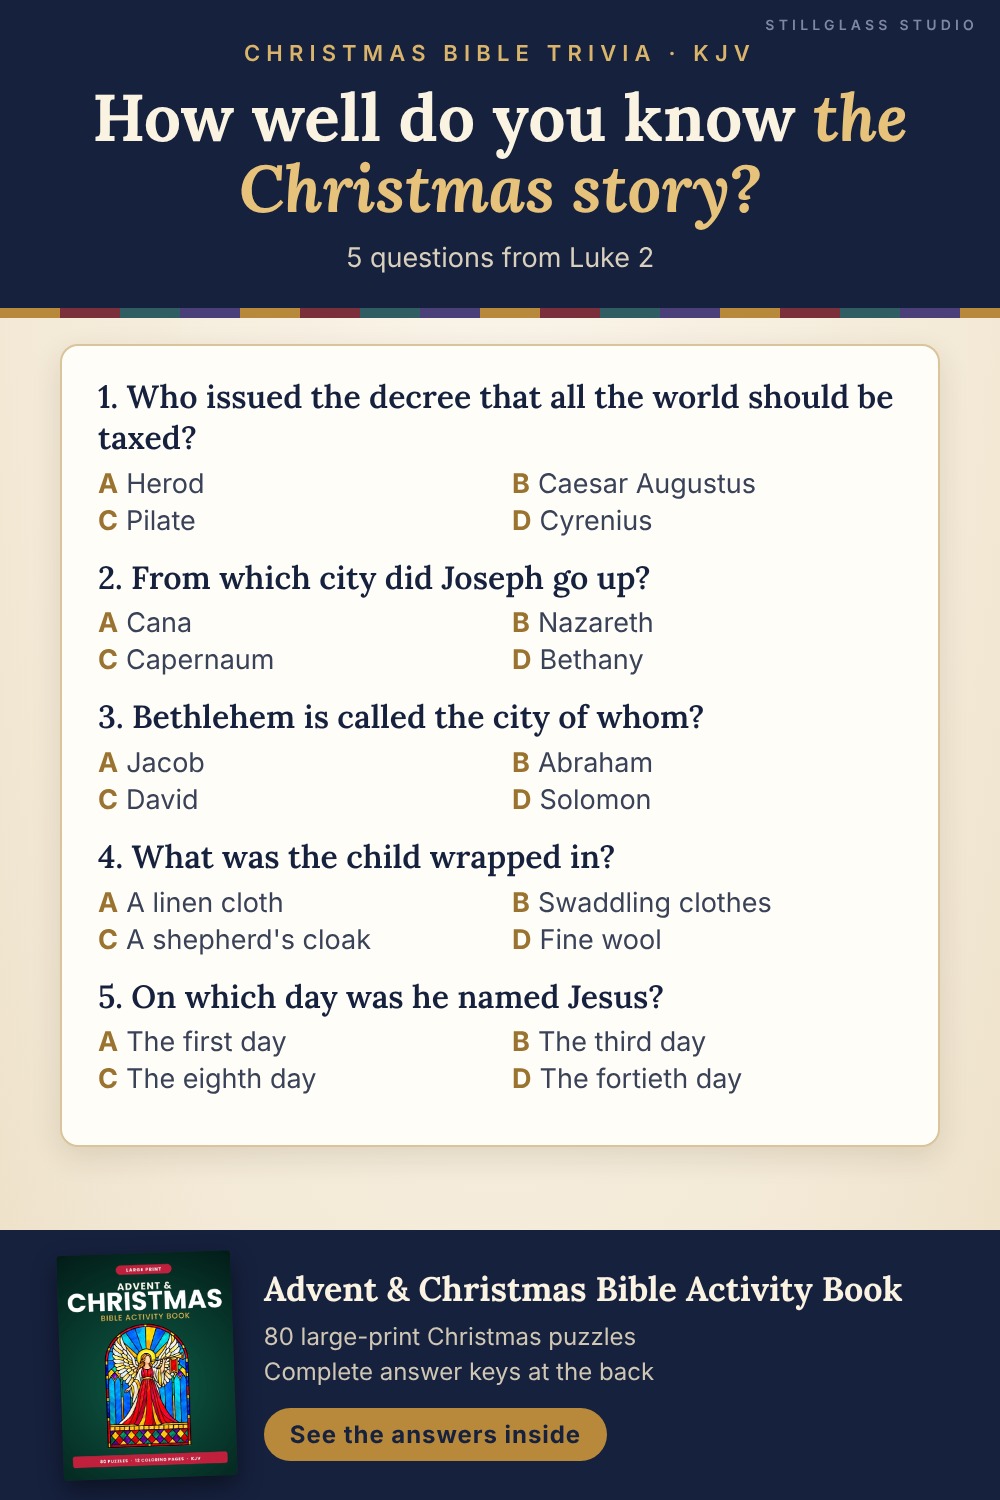 STILLGLASS STUDIO
CHRISTMAS BIBLE TRIVIA · KJV
How well do you know the
Christmas story?
5 questions from Luke 2
1. Who issued the decree that all the world should be
taxed?
A Herod
B Caesar Augustus
C Pilate
D Cyrenius
2. From which city did Joseph go up?
A Cana
B Nazareth
C Capernaum
D Bethany
3. Bethlehem is called the city of whom?
A Jacob
B Abraham
C David
D Solomon
4. What was the child wrapped in?
A A linen cloth
B Swaddling clothes
C A shepherd's cloak
D Fine wool
5. On which day was he named Jesus?
A The first day
B The third day
C The eighth day
D The fortieth day
LARGE PRINT
ADVENT &
CHRISTMAS
BIBLE ACTIVITY BOOK
80 PUZZLES · 12 COLORING PAGES · KJV
Advent & Christmas Bible Activity Book
80 large-print Christmas puzzles
Complete answer keys at the back
See the answers inside